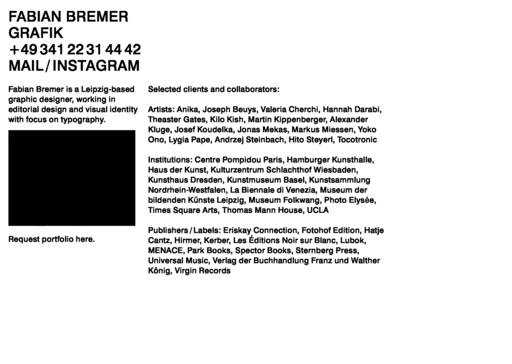 FABIAN BREMER
GRAFIK
+49 341 22 31 44 42
MAIL/INSTAGRAM
Fabian Bremer is a Leipzig-based
graphic designer, working in
editorial design and visual identity
with focus on typography.
Request portfolio here.
Selected clients and collaborators:
Artists: Anika, Joseph Beuys, Valeria Cherchi, Hannah Darabi,
Theaster Gates, Kilo Kish, Martin Kippenberger, Alexander
Kluge, Josef Koudelka, Jonas Mekas, Markus Miessen, Yoko
Ono, Lygia Pape, Andrzej Steinbach, Hito Steyerl, Tocotronic
Institutions: Centre Pompidou Paris, Hamburger Kunsthalle,
Haus der Kunst, Kulturzentrum Schlachthof Wiesbaden,
Kunsthaus Dresden, Kunstmuseum Basel, Kunstsammlung
Nordrhein-Westfalen, La Biennale di Venezia, Museum der
bildenden Künste Leipzig, Museum Folkwang, Photo Elysée,
Times Square Arts, Thomas Mann House, UCLA
Publishers/Labels: Eriskay Connection, Fotohof Edition, Hatje
Cantz, Hirmer, Kerber, Les Éditions Noir sur Blanc, Lubok,
MENACE, Park Books, Spector Books, Sternberg Press,
Universal Music, Verlag der Buchhandlung Franz und Walther
König, Virgin Records